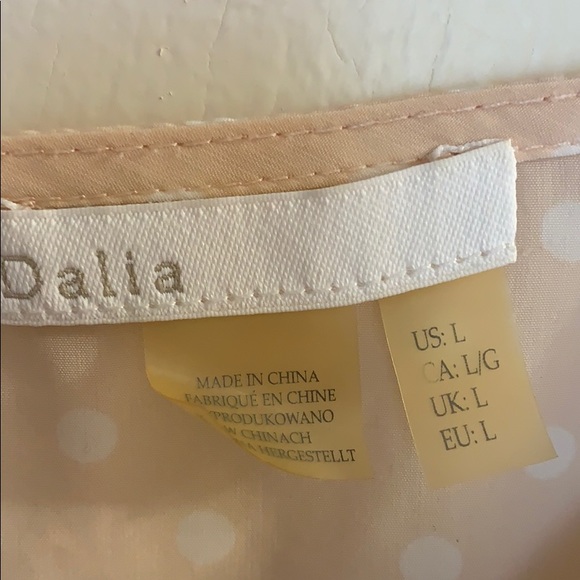 Dalia
MADE IN CHINA
FABRIQUÉ EN CHINE
PRODUKOWANO
W CHINACH
HERGESTELLT
US: L
CA: L/G
UK: L
EU: L